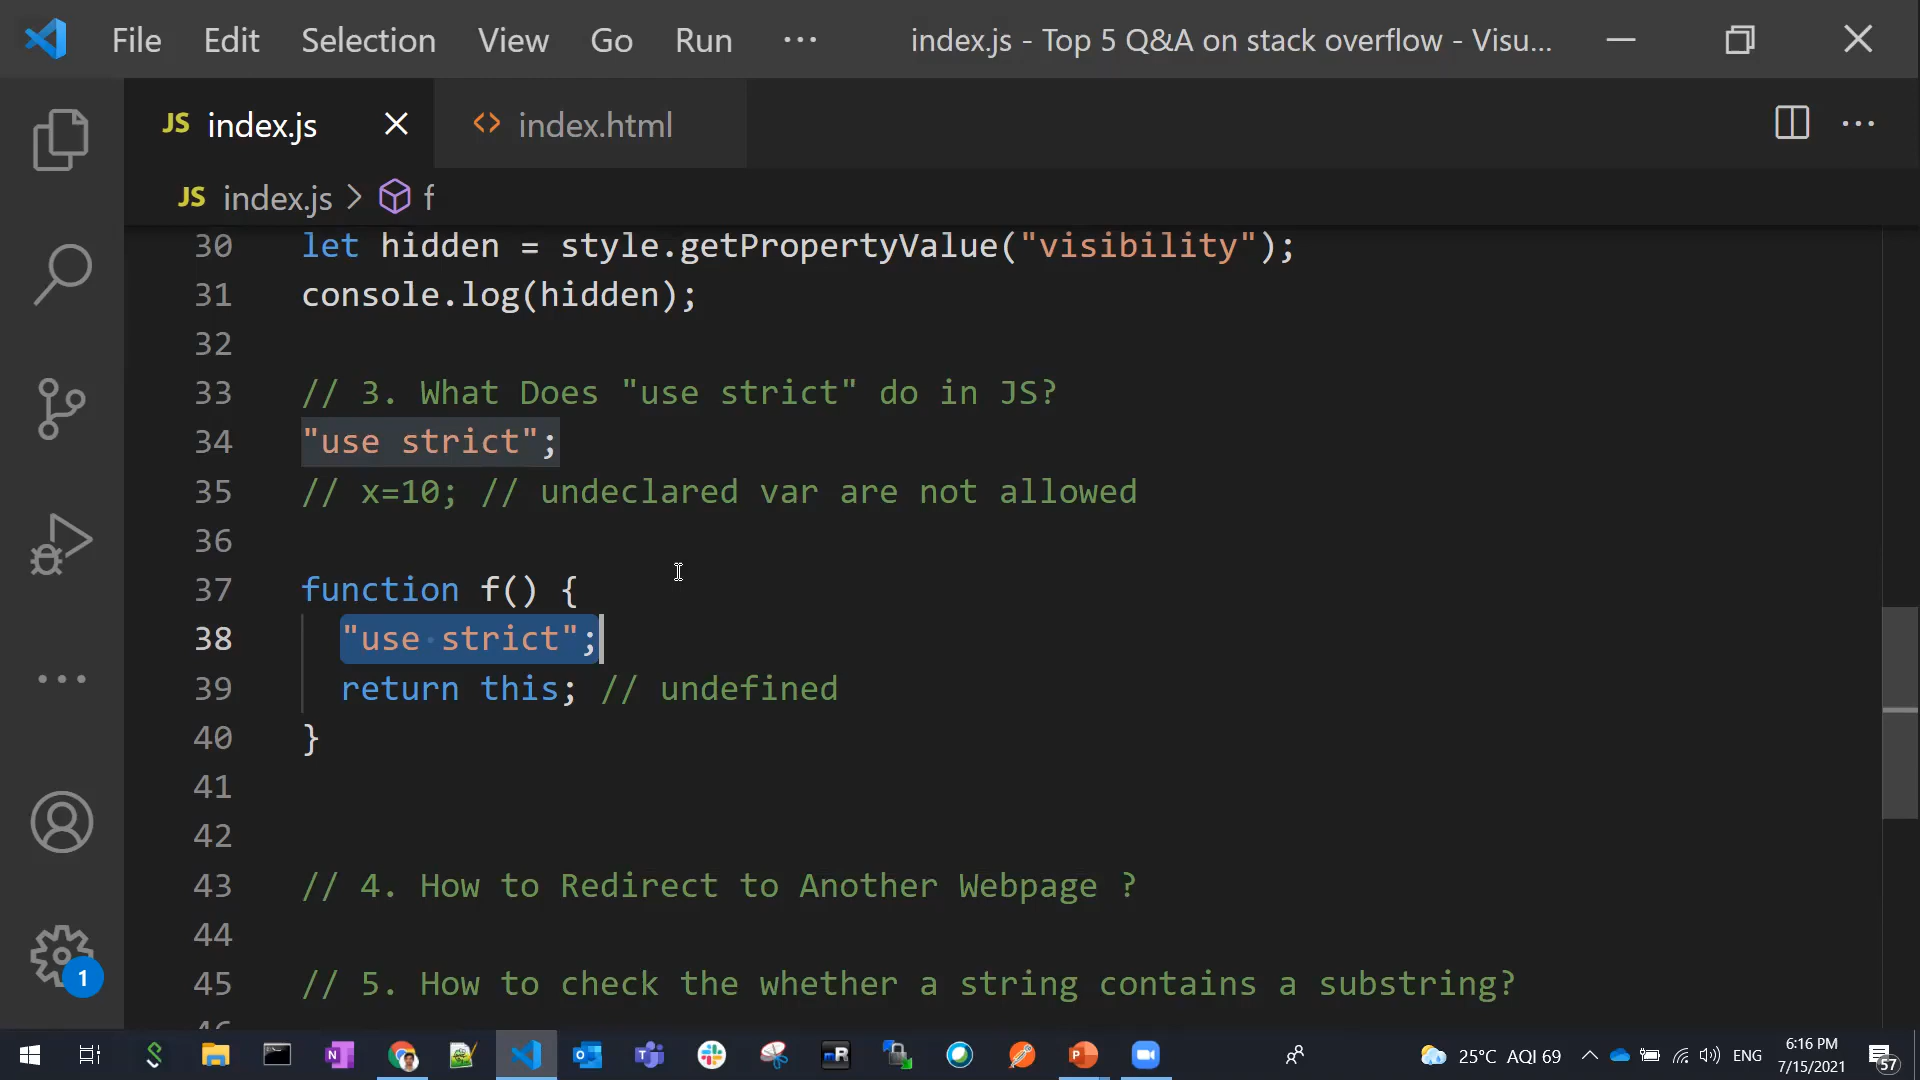 File Edit Selection View Go Run ··· index.js - Top 5 Q&A on stack overflow - Visu...
JS index.js <> index.html ···
JS index.js > f
30 let hidden = style.getPropertyValue("visibility");
31 console.log(hidden);
32
33 // 3. What Does "use strict" do in JS?
34 "use strict";
35 // x=10; // undeclared var are not allowed
36
37 function f() {
38 "use strict";
39 return this; // undefined
40 }
41
42
43 // 4. How to Redirect to Another Webpage ?
44
45 // 5. How to check the whether a string contains a substring?
1
25°C AQI 69 ENG 6:16 PM
7/15/2021
57